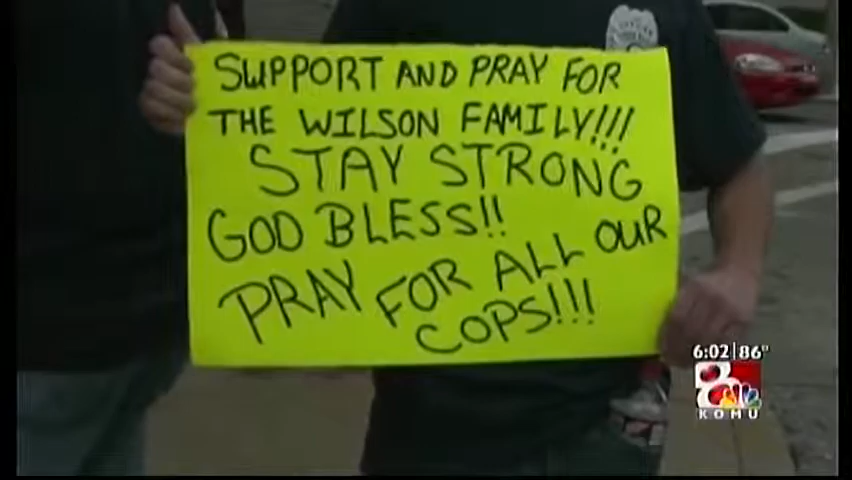 SUPPORT AND PRAY FOR
THE WILSON FAMILY!!!
STAY STRONG
GOD BLESS!!
PRAY FOR ALL OUR
COPS!!!
6:02 86°
8
KOMU